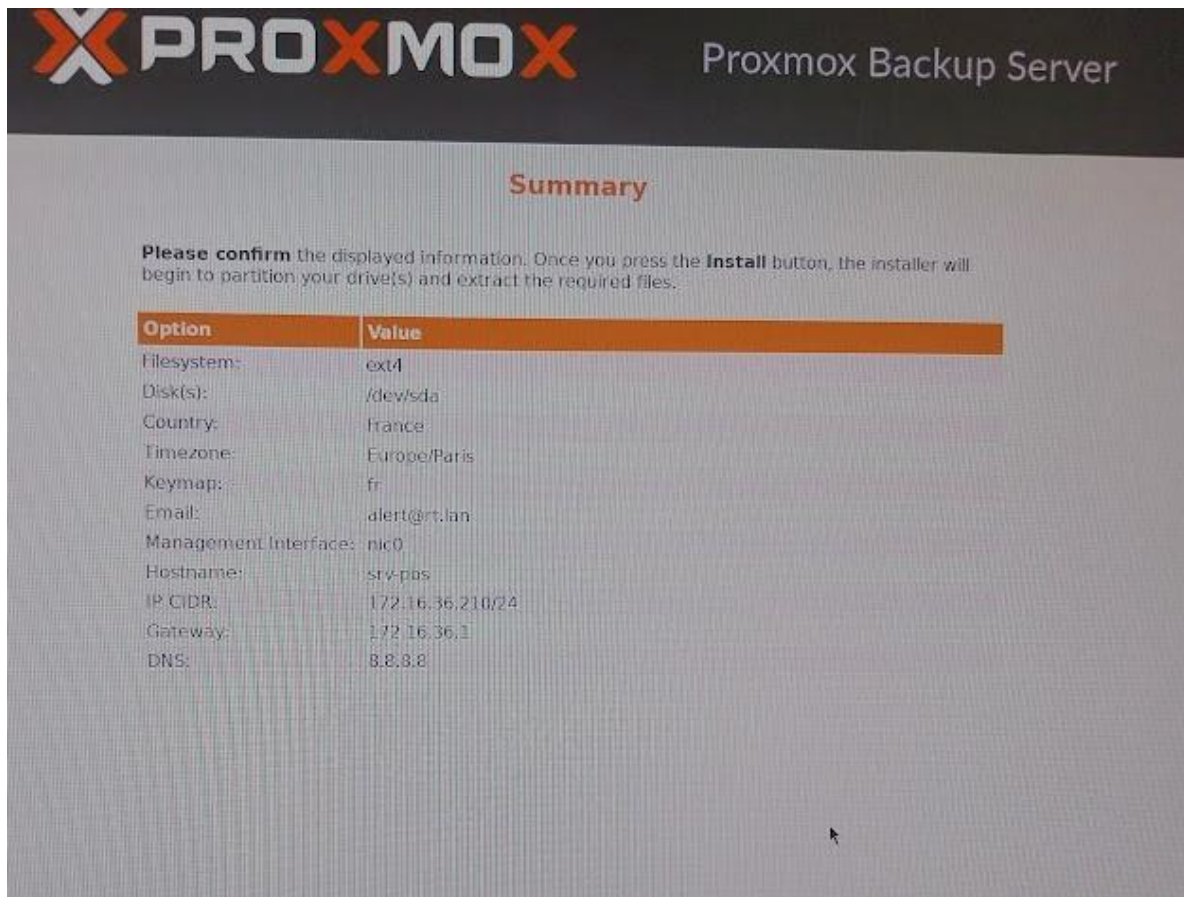 PROXMOX
Proxmox Backup Server
Summary
Please confirm the displayed information. Once you press the Install button, the installer will
begin to partition your drive(s) and extract the required files.
Option Value
Filesystem: ext4
Disk(s): /dev/sda
Country: France
Timezone: Europe/Paris
Keymap: fr
Email: alert@rt.lan
Management Interface: nic0
Hostname: srv-pbs
IP CIDR: 172.16.36.210/24
Gateway: 172.16.36.1
DNS: 8.8.8.8